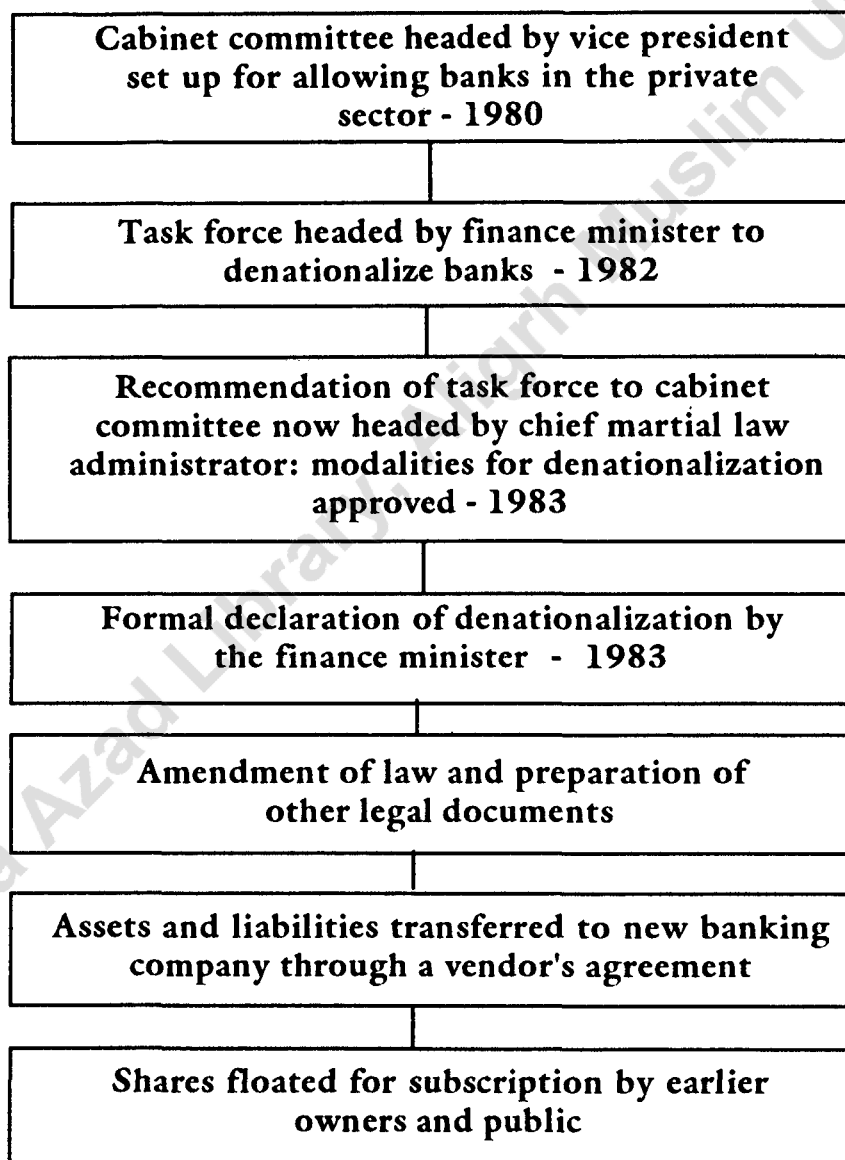 Cabinet committee headed by vice president
set up for allowing banks in the private
sector - 1980
Task force headed by finance minister to
denationalize banks - 1982
Recommendation of task force to cabinet
committee now headed by chief martial law
administrator: modalities for denationalization
approved - 1983
Formal declaration of denationalization by
the finance minister - 1983
Amendment of law and preparation of
other legal documents
Assets and liabilities transferred to new banking
company through a vendor's agreement
Shares floated for subscription by earlier
owners and public
Azad Library, Aligrh Muslim